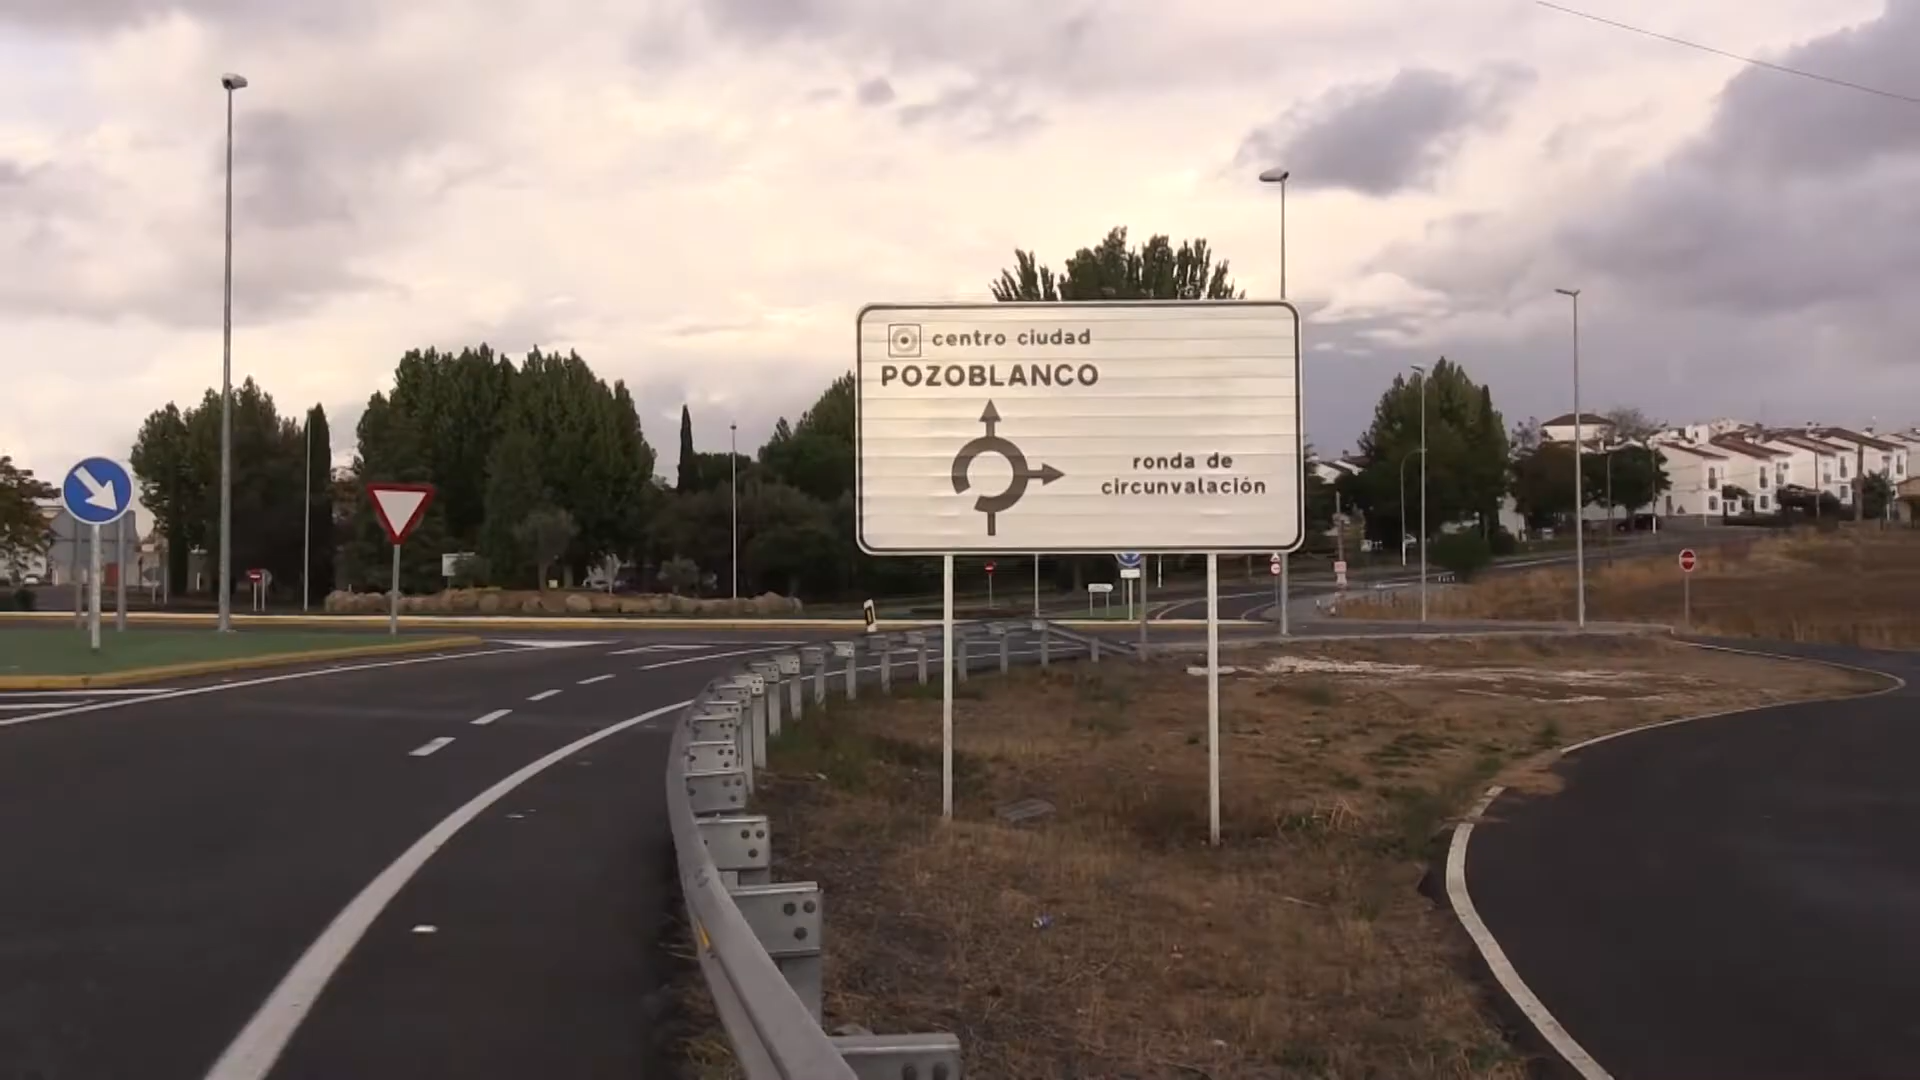 centro ciudad
POZOBLANCO
ronda de
circunvalación